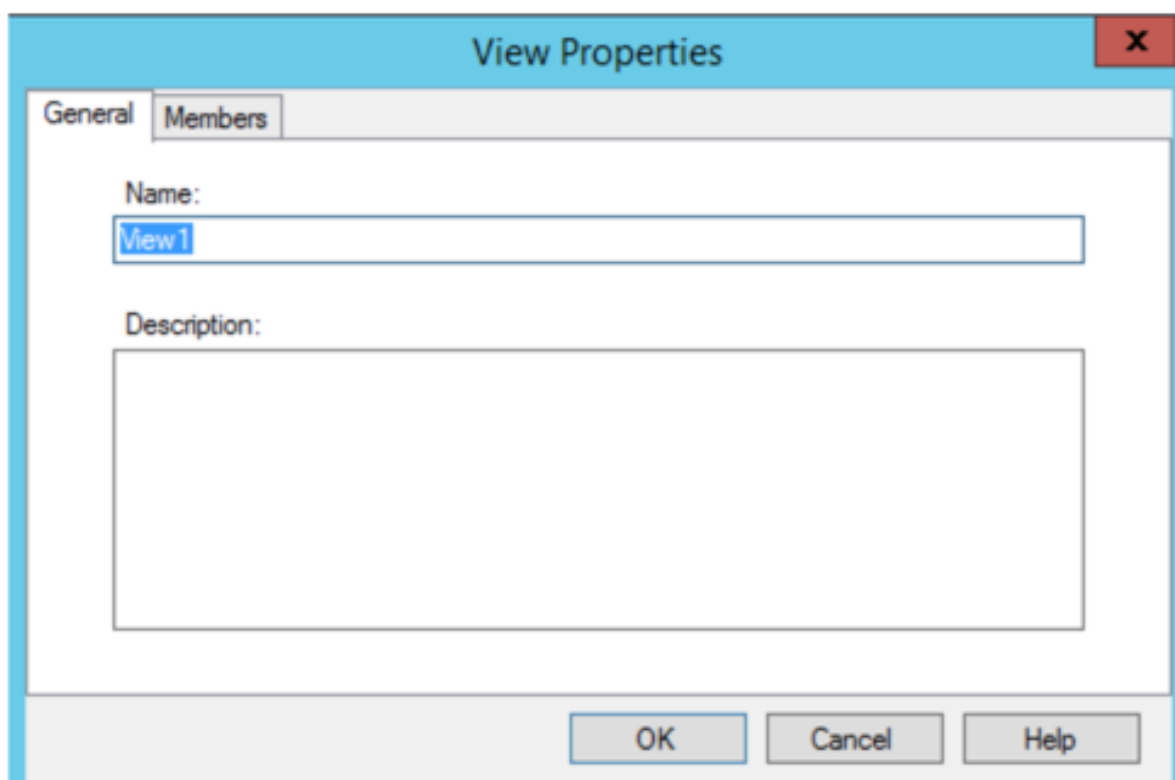 View Properties
x
General Members
Name:
View1
Description:
OK Cancel Help